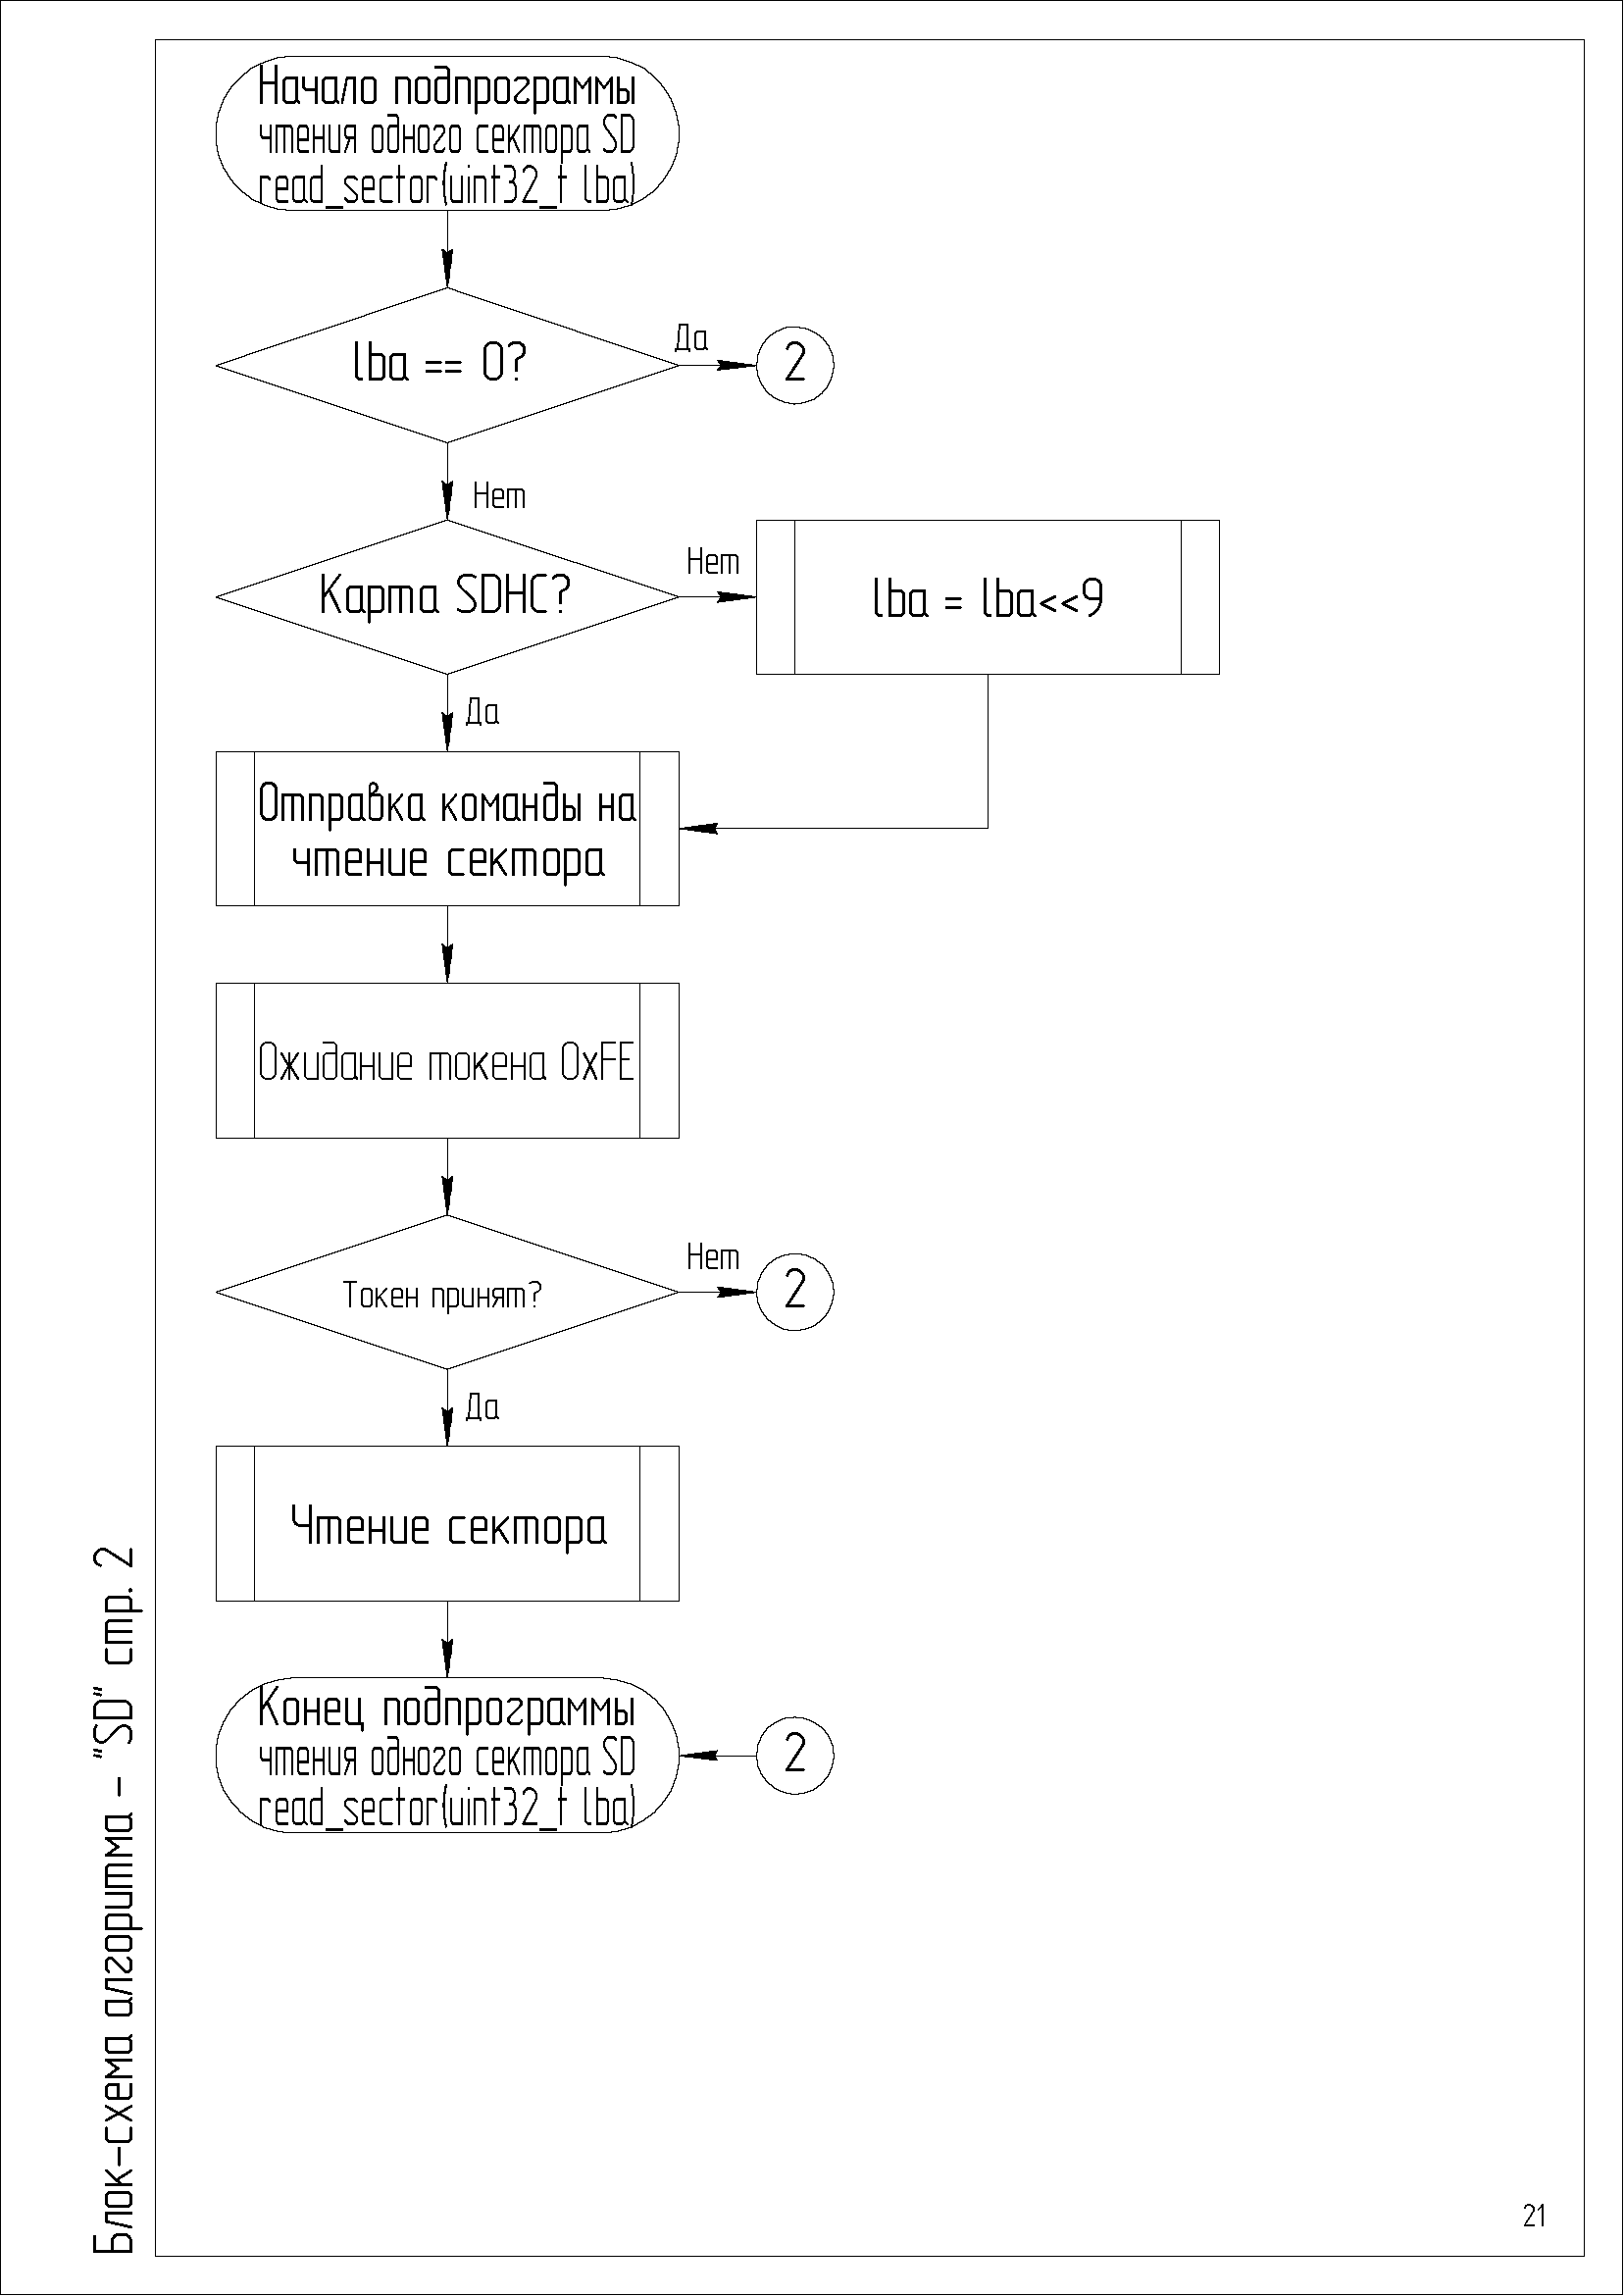 Начало подпрограммы
чтения одного сектора SD
read_sector(uint32_t lba)
lba == 0?
Да
2
Нет
Карта SDHC?
Нет
lba = lba<<9
Да
Отправка команды на
чтение сектора
Ожидание токена 0xFE
Токен принят?
Нет
2
Да
Чтение сектора
Конец подпрограммы
чтения одного сектора SD
read_sector(uint32_t lba)
2
Блок-схема алгоритма - "SD" стр. 2
21